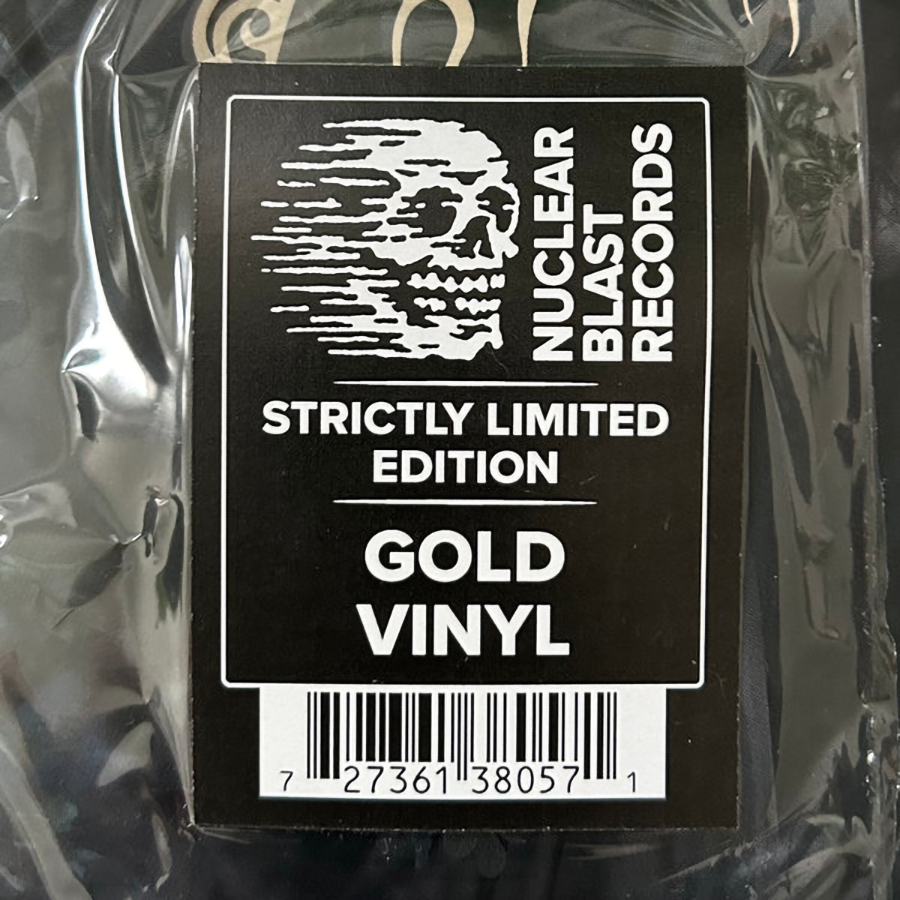 NUCLEAR
BLAST
RECORDS
STRICTLY LIMITED
EDITION
GOLD
VINYL
7 27361 38057 1